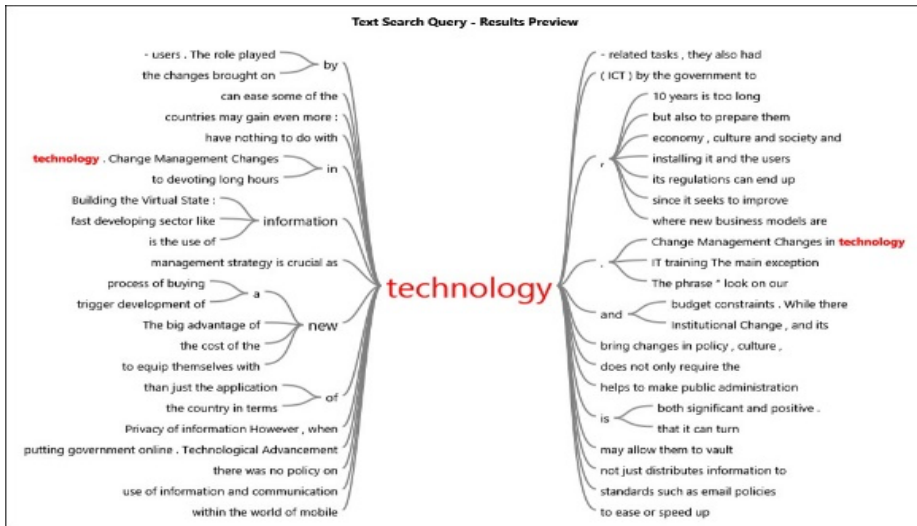 Text Search Query - Results Preview
- users . The role played
the changes brought on
by
can ease some of the
countries may gain even more :
have nothing to do with
technology . Change Management Changes
to devoting long hours
in
Building the Virtual State :
fast developing sector like
is the use of
information
management strategy is crucial as
process of buying
trigger development of
a
The big advantage of
the cost of the
to equip themselves with
new
than just the application
the country in terms
of
Privacy of information However , when
putting government online . Technological Advancement
there was no policy on
use of information and communication
within the world of mobile
technology
- related tasks , they also had
( ICT ) by the government to
,
10 years is too long
but also to prepare them
economy , culture and society and
installing it and the users
its regulations can end up
since it seeks to improve
where new business models are
.
Change Management Changes in technology
IT training The main exception
The phrase " look on our
and
budget constraints . While there
Institutional Change , and its
bring changes in policy , culture ,
does not only require the
helps to make public administration
is
both significant and positive .
that it can turn
may allow them to vault
not just distributes information to
standards such as email policies
to ease or speed up